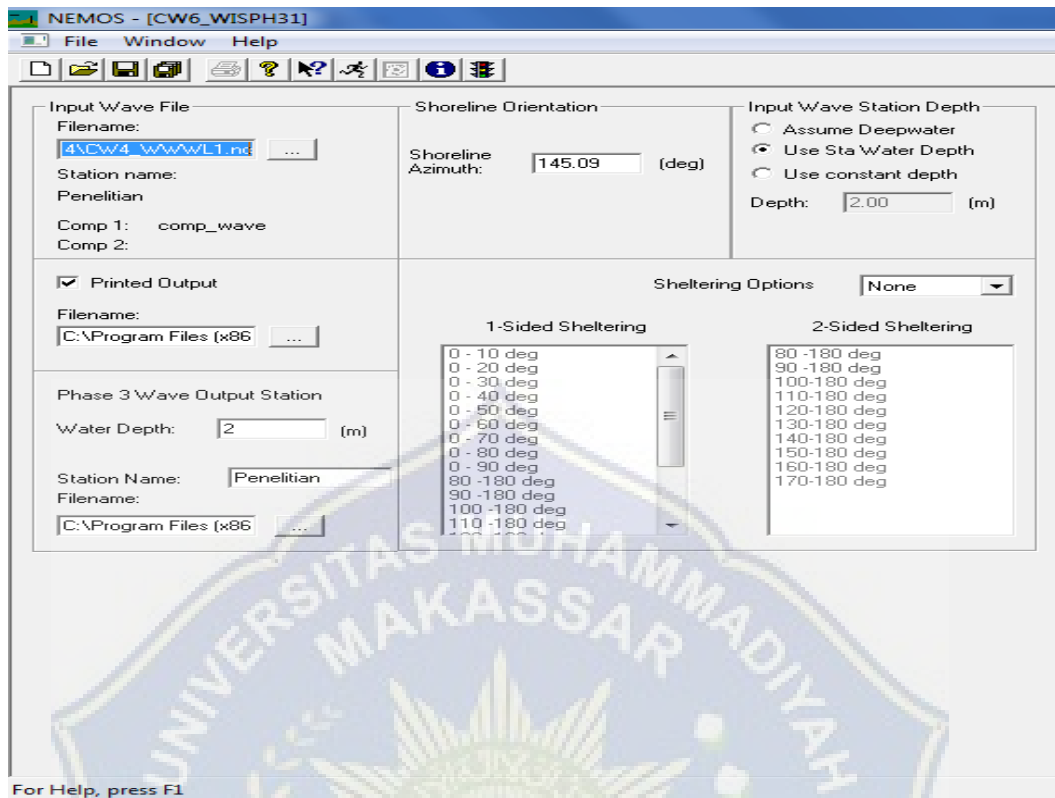 NEMOS - [CW6_WISPH31]
File Window Help
Input Wave File
Filename:
4\CW4_WWWL1.nc ...
Station name:
Penelitian
Comp 1: comp_wave
Comp 2:
Shoreline Orientation
Shoreline Azimuth: 145.09 (deg)
Input Wave Station Depth
Assume Deepwater
Use Sta Water Depth
Use constant depth
Depth: 2.00 (m)
Printed Output
Filename:
C:\Program Files (x86 ...
Phase 3 Wave Output Station
Water Depth: 2 (m)
Station Name: Penelitian
Filename:
C:\Program Files (x86 ...
Sheltering Options None
1-Sided Sheltering
0 - 10 deg
0 - 20 deg
0 - 30 deg
0 - 40 deg
0 - 50 deg
0 - 60 deg
0 - 70 deg
0 - 80 deg
0 - 90 deg
80 -180 deg
90 -180 deg
100 -180 deg
110 -180 deg
2-Sided Sheltering
80 -180 deg
90 -180 deg
100-180 deg
110-180 deg
120-180 deg
130-180 deg
140-180 deg
150-180 deg
160-180 deg
170-180 deg
UNIVERSITAS MUHAMMADIYAH
MAKASSAR
For Help, press F1